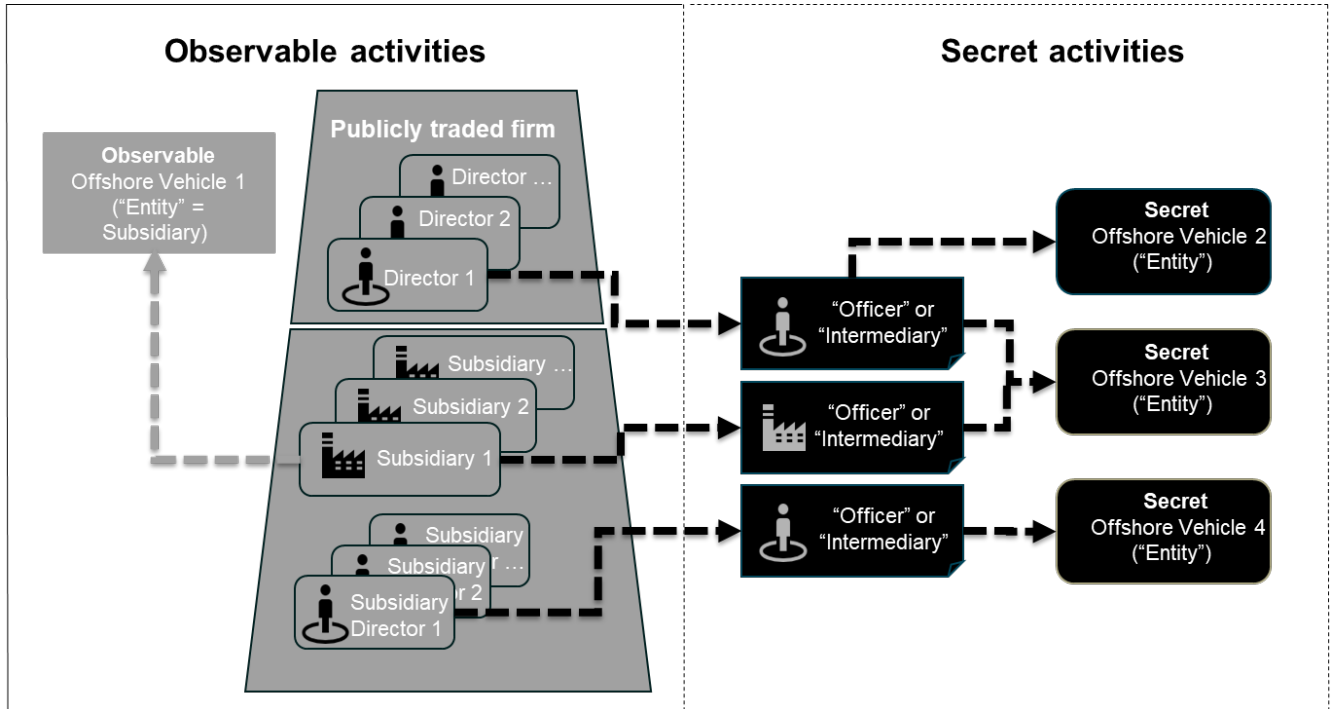 Observable activities
Secret activities
Observable
Offshore Vehicle 1
(“Entity” =
Subsidiary)
Publicly traded firm
Director …
Director 2
Director 1
Subsidiary …
Subsidiary 2
Subsidiary 1
Subsidiary
r …
Subsidiary
or 2
Subsidiary
Director 1
“Officer” or
“Intermediary”
“Officer” or
“Intermediary”
“Officer” or
“Intermediary”
Secret
Offshore Vehicle 2
(“Entity”)
Secret
Offshore Vehicle 3
(“Entity”)
Secret
Offshore Vehicle 4
(“Entity”)